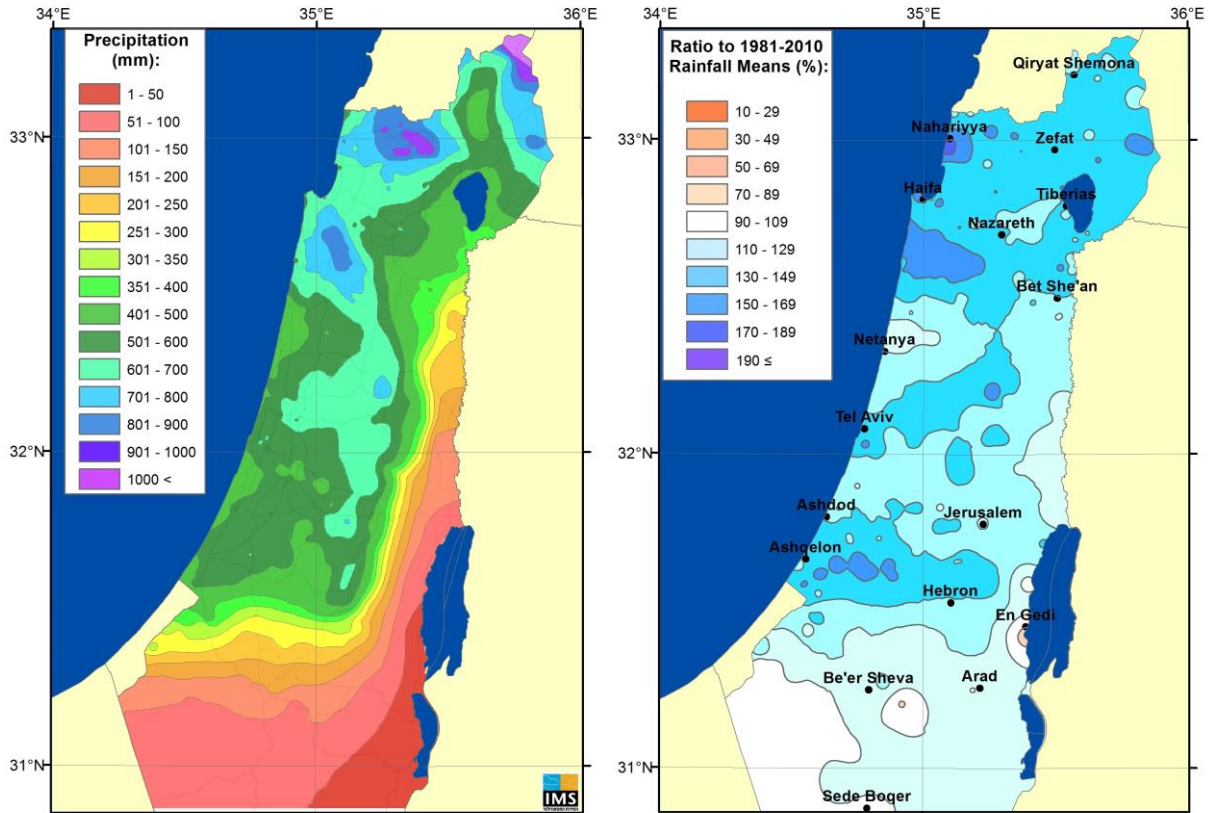 34°E
35°E
36°E
33°N
32°N
31°N
Precipitation
(mm):
1 - 50
51 - 100
101 - 150
151 - 200
201 - 250
251 - 300
301 - 350
351 - 400
401 - 500
501 - 600
601 - 700
701 - 800
801 - 900
901 - 1000
1000 <
35°E
IMS
34°E
35°E
36°E
33°N
32°N
31°N
Ratio to 1981-2010
Rainfall Means (%):
10 - 29
30 - 49
50 - 69
70 - 89
90 - 109
110 - 129
130 - 149
150 - 169
170 - 189
190 ≤
Qiryat Shemona
Nahariyya
Zefat
Haifa
Tiberias
Nazareth
Bet She'an
Netanya
Tel Aviv
Ashdod
Jerusalem
Ashqelon
Hebron
En Gedi
Be'er Sheva
Arad
Sede Boqer
35°E